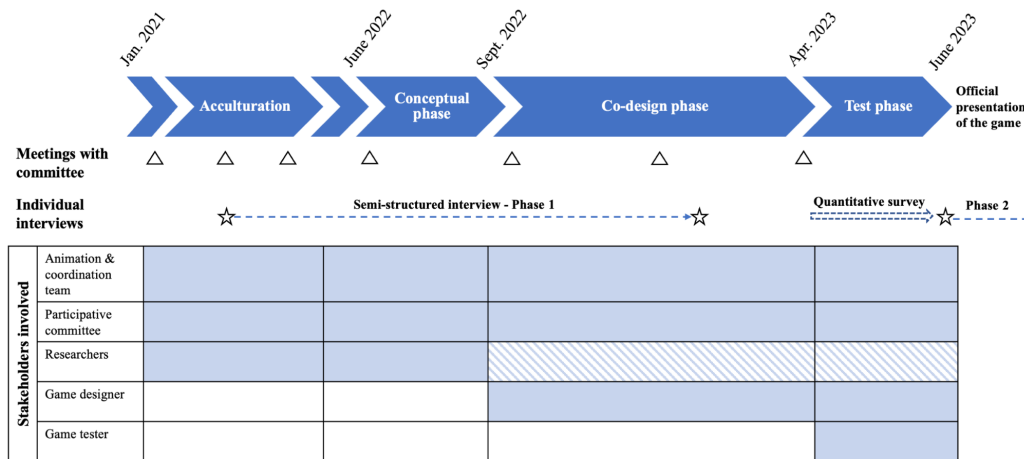 Jan. 2021
June 2022
Sept. 2022
Apr. 2023
June 2023
Acculturation
Conceptual
phase
Co-design phase
Test phase
Official
presentation
of the game
Meetings with
committee
Individual
interviews
Semi-structured interview - Phase 1
Quantitative survey
Phase 2
Stakeholders involved
Animation &
coordination
team
Participative
committee
Researchers
Game designer
Game tester